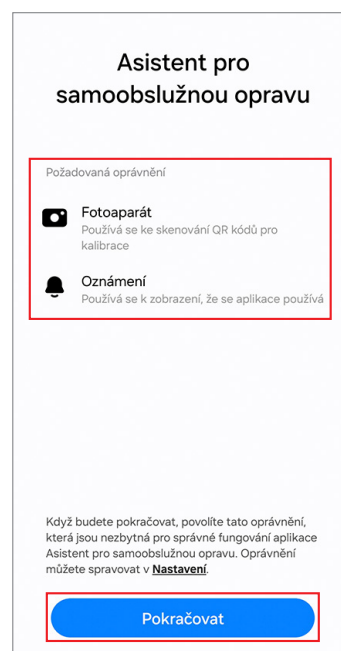 Asistent pro
samoobslužnou opravu
Požadovaná oprávnění
Fotoaparát
Používá se ke skenování QR kódů pro
kalibrace
Oznámení
Používá se k zobrazení, že se aplikace používá
Když budete pokračovat, povolíte tato oprávnění,
která jsou nezbytná pro správné fungování aplikace
Asistent pro samoobslužnou opravu. Oprávnění
můžete spravovat v Nastavení.
Pokračovat